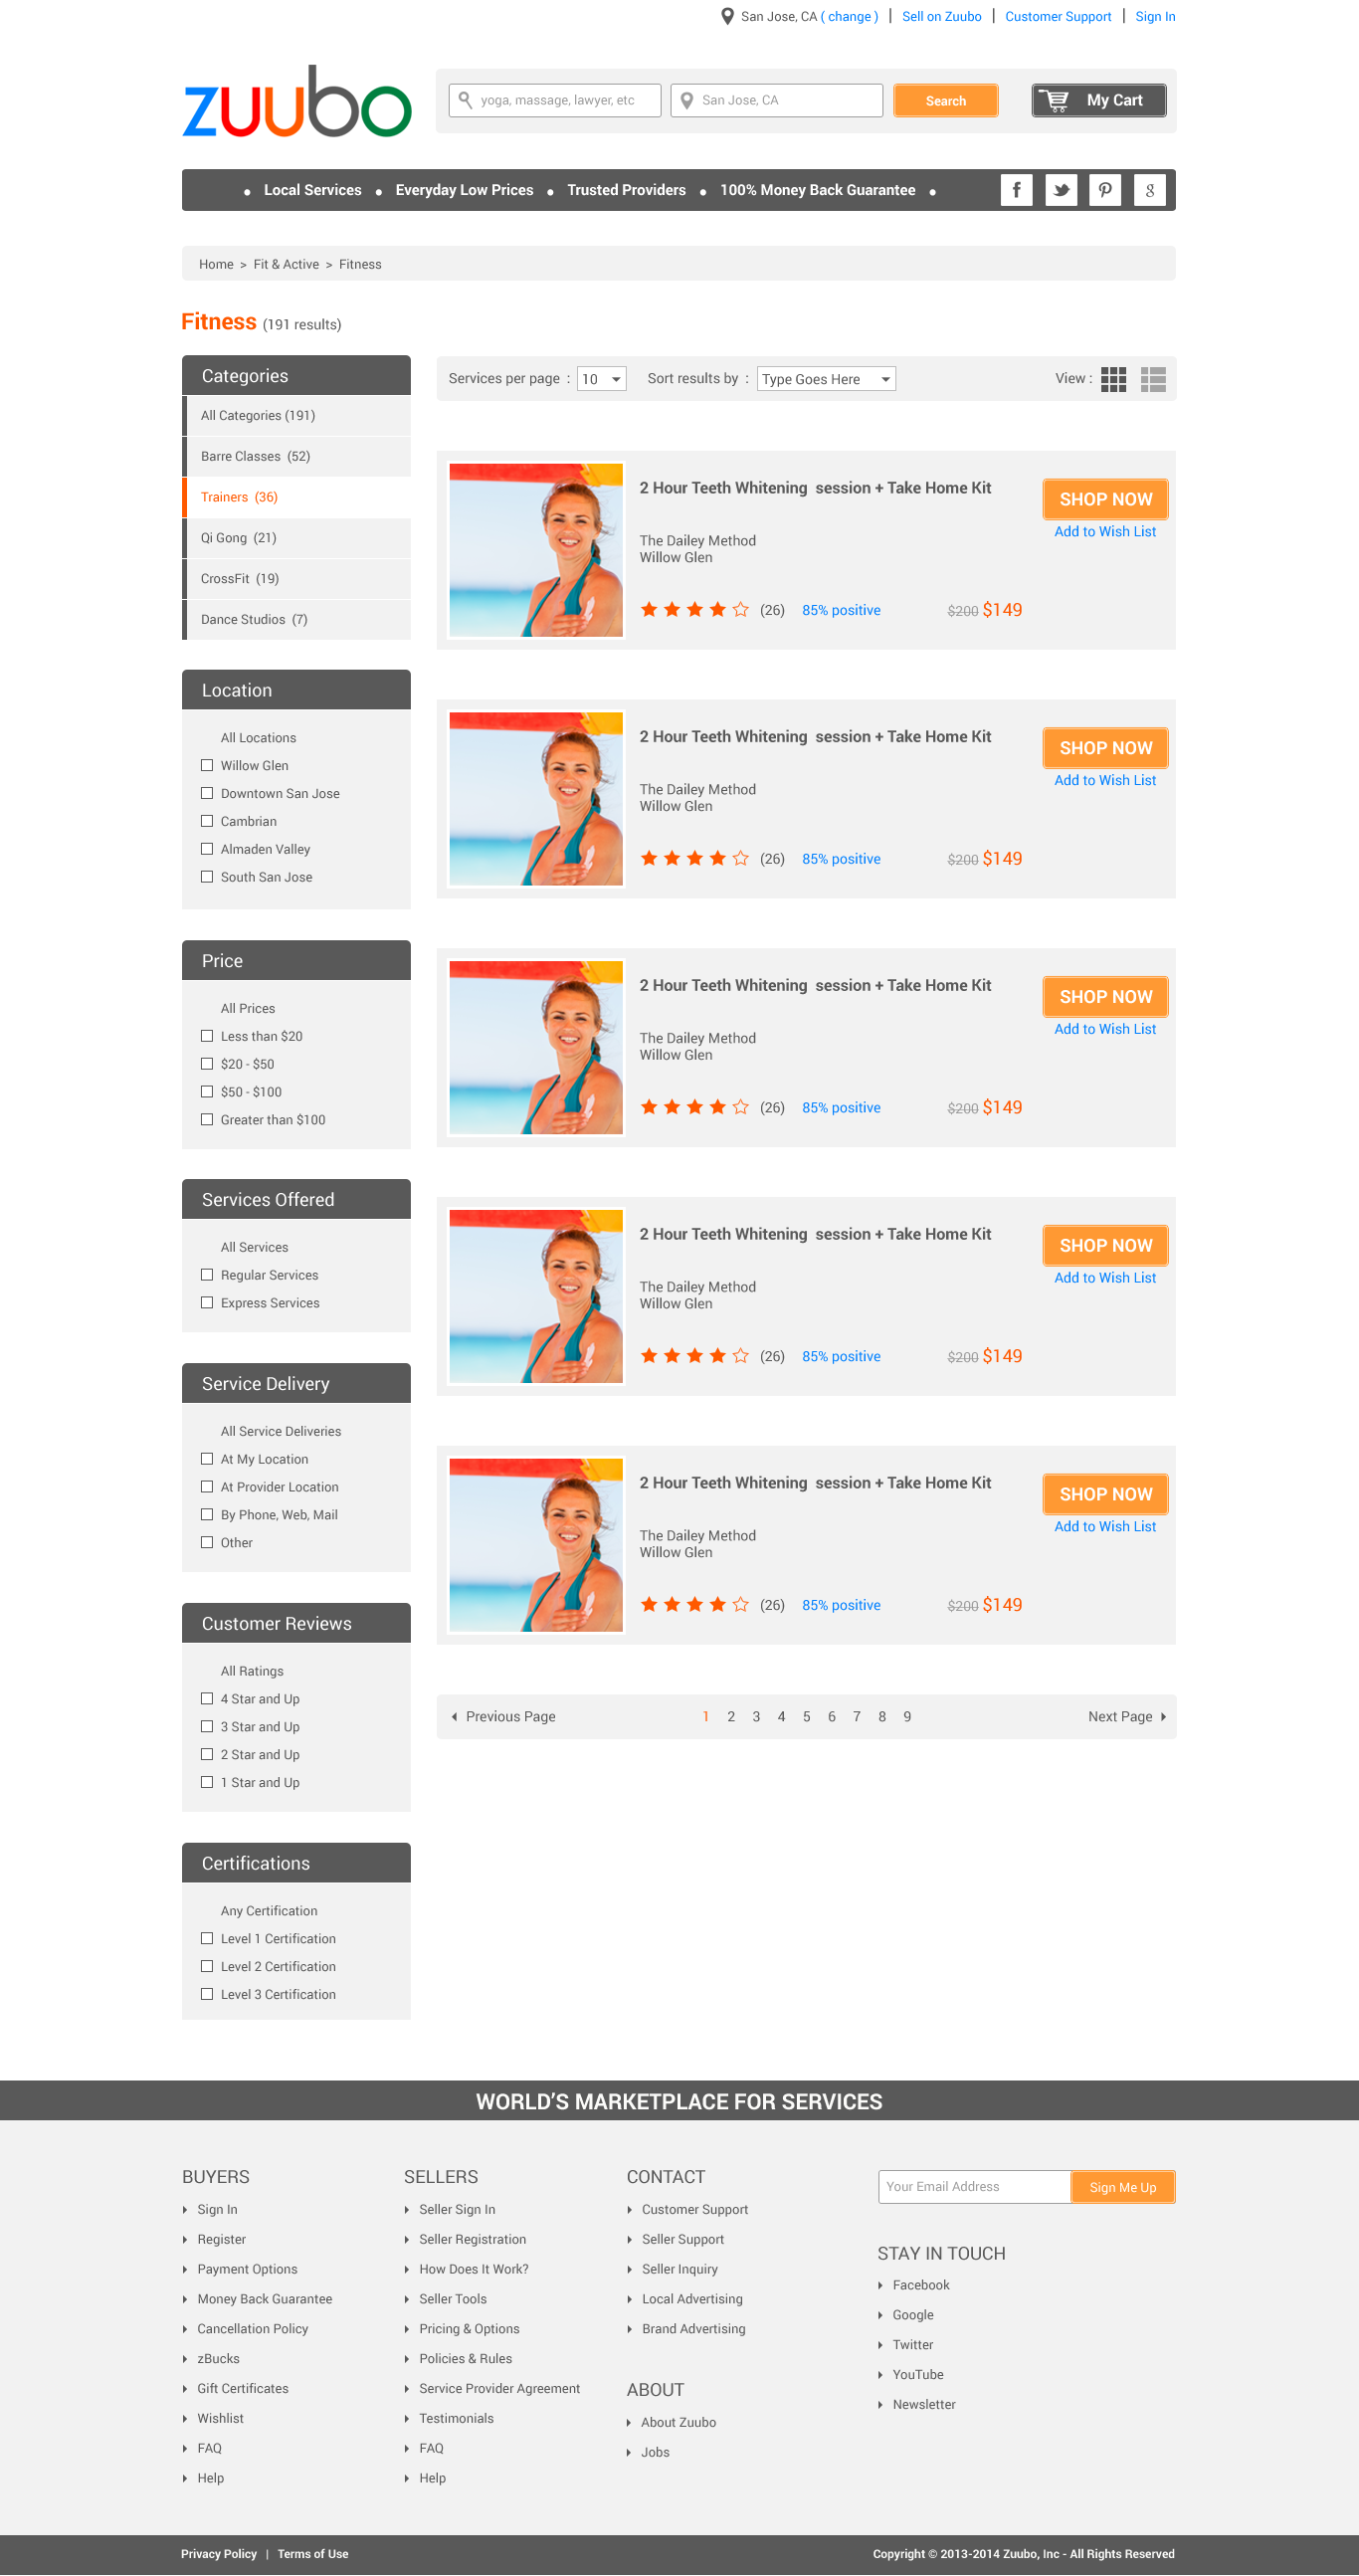 San Jose, CA ( change ) | Sell on Zuubo | Customer Support | Sign In
zuubo
yoga, massage, lawyer, etc
San Jose, CA
Search
My Cart
• Local Services • Everyday Low Prices • Trusted Providers • 100% Money Back Guarantee •
Home > Fit & Active > Fitness
Fitness (191 results)
Categories
All Categories (191)
Barre Classes (52)
Trainers (36)
Qi Gong (21)
CrossFit (19)
Dance Studios (7)
Location
All Locations
Willow Glen
Downtown San Jose
Cambrian
Almaden Valley
South San Jose
Price
All Prices
Less than $20
$20 - $50
$50 - $100
Greater than $100
Services Offered
All Services
Regular Services
Express Services
Service Delivery
All Service Deliveries
At My Location
At Provider Location
By Phone, Web, Mail
Other
Customer Reviews
All Ratings
4 Star and Up
3 Star and Up
2 Star and Up
1 Star and Up
Certifications
Any Certification
Level 1 Certification
Level 2 Certification
Level 3 Certification
Services per page : 10 Sort results by : Type Goes Here View :
2 Hour Teeth Whitening session + Take Home Kit
SHOP NOW
Add to Wish List
The Dailey Method
Willow Glen
(26) 85% positive $200 $149
2 Hour Teeth Whitening session + Take Home Kit
SHOP NOW
Add to Wish List
The Dailey Method
Willow Glen
(26) 85% positive $200 $149
2 Hour Teeth Whitening session + Take Home Kit
SHOP NOW
Add to Wish List
The Dailey Method
Willow Glen
(26) 85% positive $200 $149
2 Hour Teeth Whitening session + Take Home Kit
SHOP NOW
Add to Wish List
The Dailey Method
Willow Glen
(26) 85% positive $200 $149
2 Hour Teeth Whitening session + Take Home Kit
SHOP NOW
Add to Wish List
The Dailey Method
Willow Glen
(26) 85% positive $200 $149
Previous Page 1 2 3 4 5 6 7 8 9 Next Page
WORLD’S MARKETPLACE FOR SERVICES
BUYERS
Sign In
Register
Payment Options
Money Back Guarantee
Cancellation Policy
zBucks
Gift Certificates
Wishlist
FAQ
Help
SELLERS
Seller Sign In
Seller Registration
How Does It Work?
Seller Tools
Pricing & Options
Policies & Rules
Service Provider Agreement
Testimonials
FAQ
Help
CONTACT
Customer Support
Seller Support
Seller Inquiry
Local Advertising
Brand Advertising
ABOUT
About Zuubo
Jobs
Your Email Address
Sign Me Up
STAY IN TOUCH
Facebook
Google
Twitter
YouTube
Newsletter
Privacy Policy | Terms of Use
Copyright © 2013-2014 Zuubo, Inc - All Rights Reserved